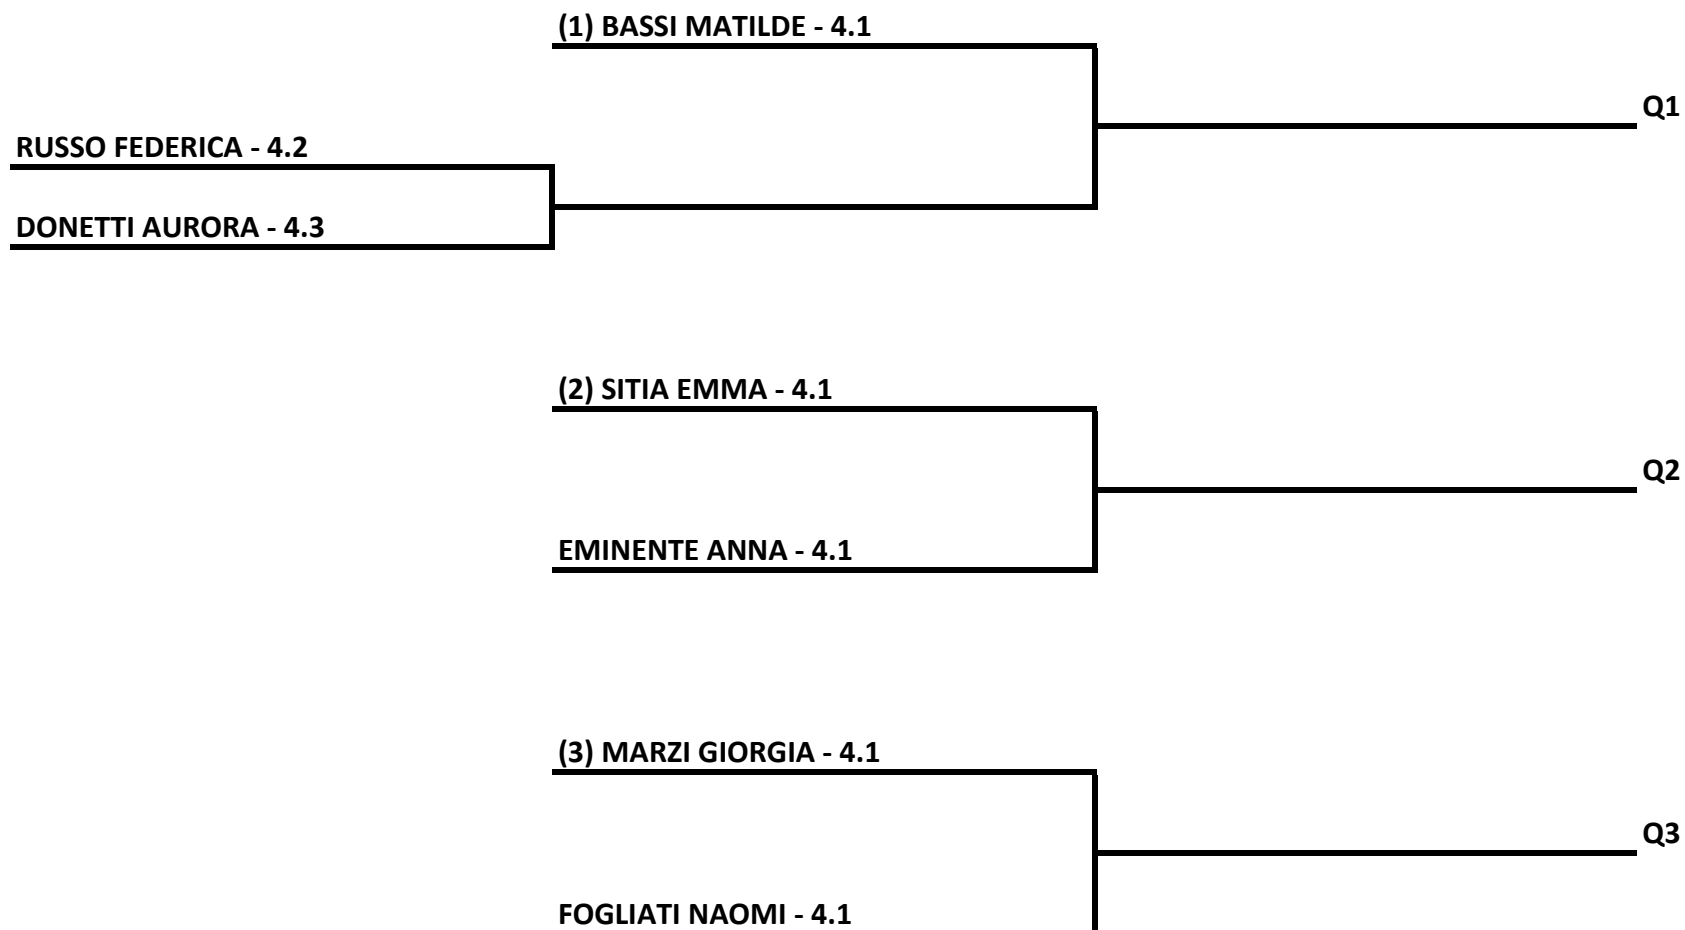 (1) BASSI MATILDE - 4.1
Q1
RUSSO FEDERICA - 4.2
DONETTI AURORA - 4.3
(2) SITIA EMMA - 4.1
Q2
EMINENTE ANNA - 4.1
(3) MARZI GIORGIA - 4.1
Q3
FOGLIATI NAOMI - 4.1